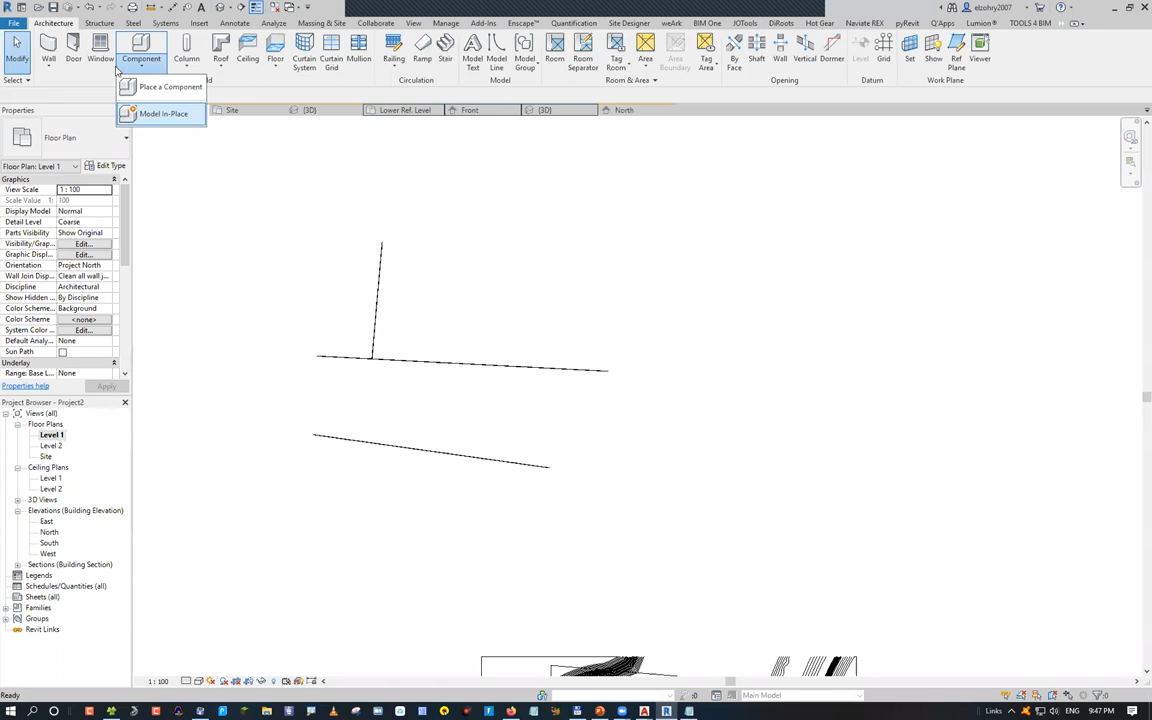 elzohry2007
File Architecture Structure Steel Systems Insert Annotate Analyze Massing & Site Collaborate View Manage Add-Ins Enscape™ Quantification Site Designer weArk BIM One JOTools DiRoots Hot Gear Naviate REX pyRevit Q'Apps Lumion® TOOLS 4 BIM
Modify Wall Door Window Component Column Roof Ceiling Floor Curtain System Curtain Grid Mullion Railing Ramp Stair Model Text Model Line Model Group Room Room Separator Tag Room Area Area Boundary Tag Area By Face Shaft Wall Vertical Dormer Level Grid Set Show Ref Plane Viewer
Select Circulation Model Room & Area Opening Datum Work Plane
Place a Component
Model In-Place
Properties
Site {3D} Lower Ref. Level Front {3D} North
Floor Plan
Floor Plan: Level 1 Edit Type
Graphics
View Scale 1 : 100
Scale Value 1: 100
Display Model Normal
Detail Level Coarse
Parts Visibility Show Original
Visibility/Grap... Edit...
Graphic Displ... Edit...
Orientation Project North
Wall Join Disp... Clean all wall j...
Discipline Architectural
Show Hidden ... By Discipline
Color Scheme... Background
Color Scheme <none>
System Color ... Edit...
Default Analy... None
Sun Path
Underlay
Range: Base L... None
Properties help Apply
Project Browser - Project2
Views (all)
Floor Plans
Level 1
Level 2
Site
Ceiling Plans
Level 1
Level 2
3D Views
Elevations (Building Elevation)
East
North
South
West
Sections (Building Section)
Legends
Schedules/Quantities (all)
Sheets (all)
Families
Groups
Revit Links
1 : 100
Ready :0 Main Model :0
Links ENG 9:47 PM